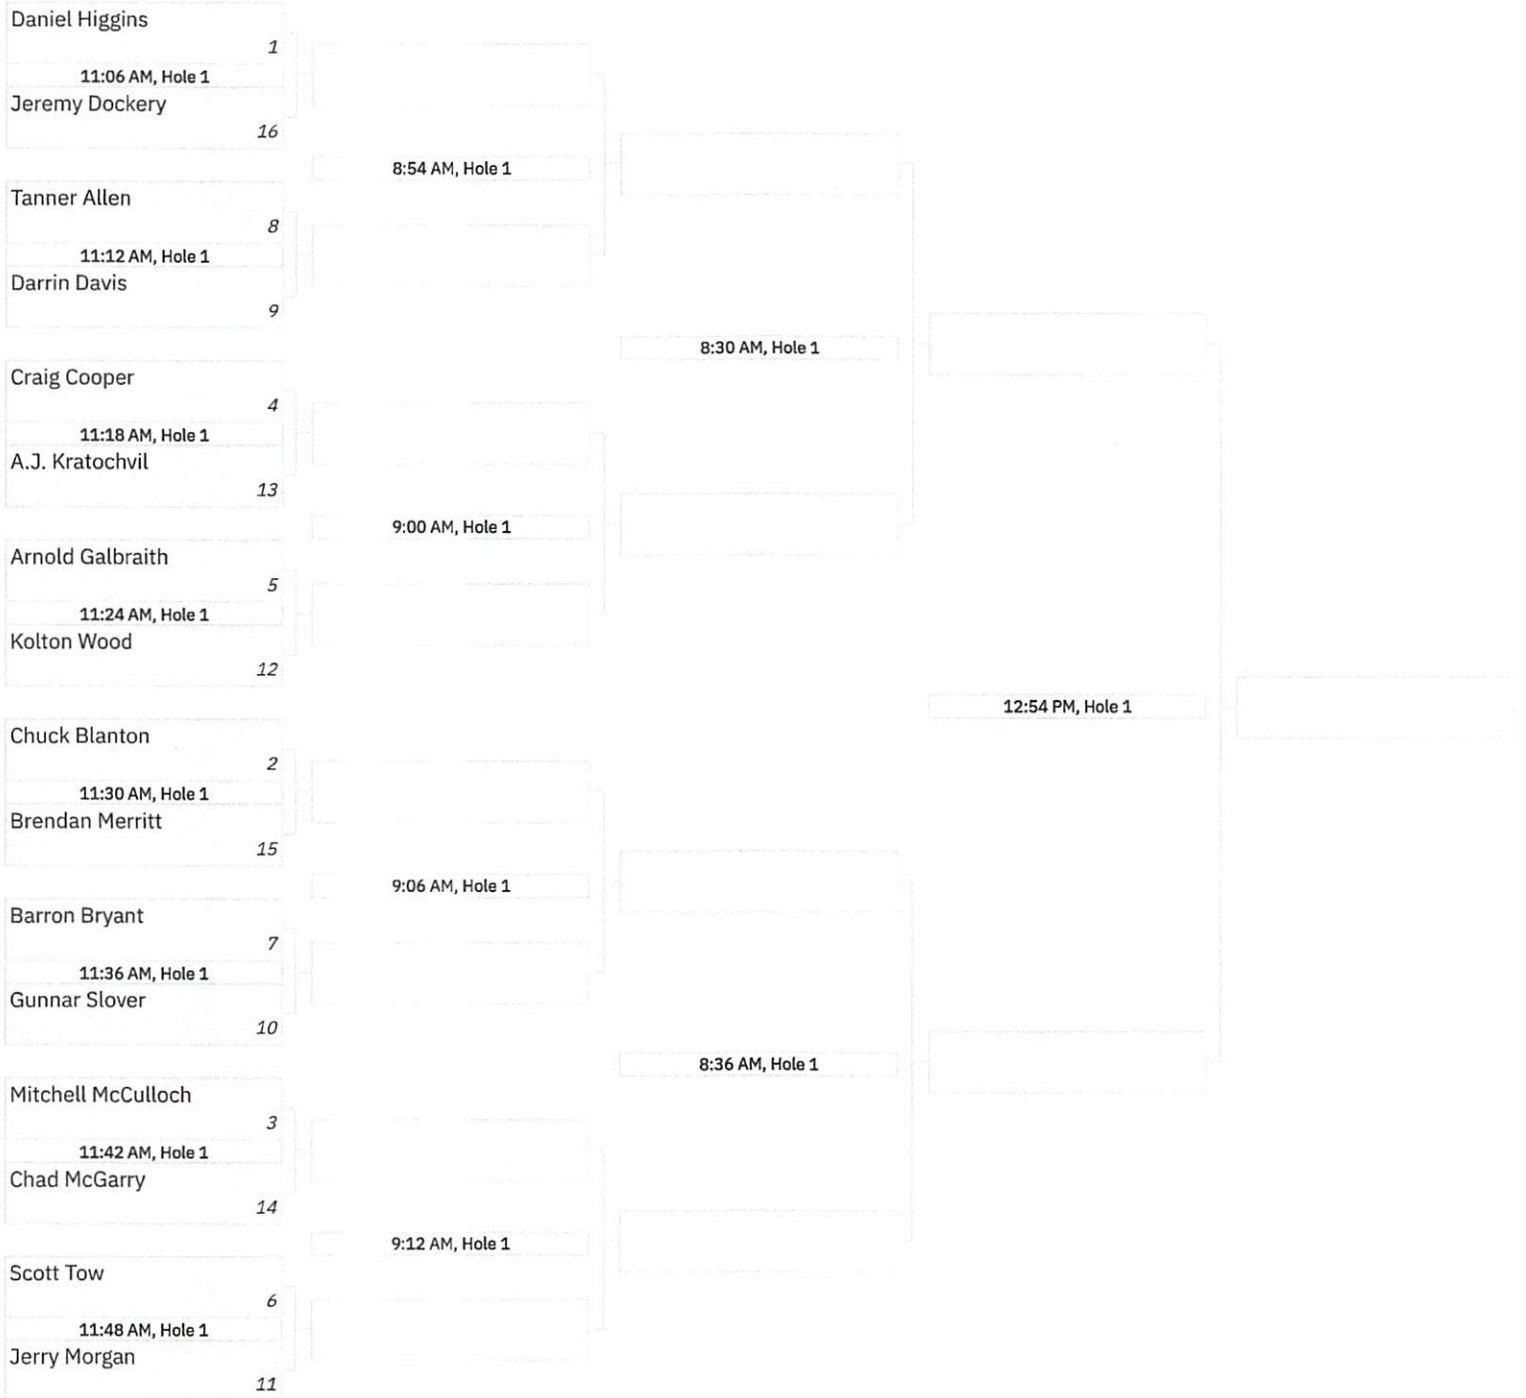 Daniel Higgins
1
11:06 AM, Hole 1
Jeremy Dockery
16
8:54 AM, Hole 1
Tanner Allen
8
11:12 AM, Hole 1
Darrin Davis
9
8:30 AM, Hole 1
Craig Cooper
4
11:18 AM, Hole 1
A.J. Kratochvil
13
9:00 AM, Hole 1
Arnold Galbraith
5
11:24 AM, Hole 1
Kolton Wood
12
12:54 PM, Hole 1
Chuck Blanton
2
11:30 AM, Hole 1
Brendan Merritt
15
9:06 AM, Hole 1
Barron Bryant
7
11:36 AM, Hole 1
Gunnar Slover
10
8:36 AM, Hole 1
Mitchell McCulloch
3
11:42 AM, Hole 1
Chad McGarry
14
9:12 AM, Hole 1
Scott Tow
6
11:48 AM, Hole 1
Jerry Morgan
11